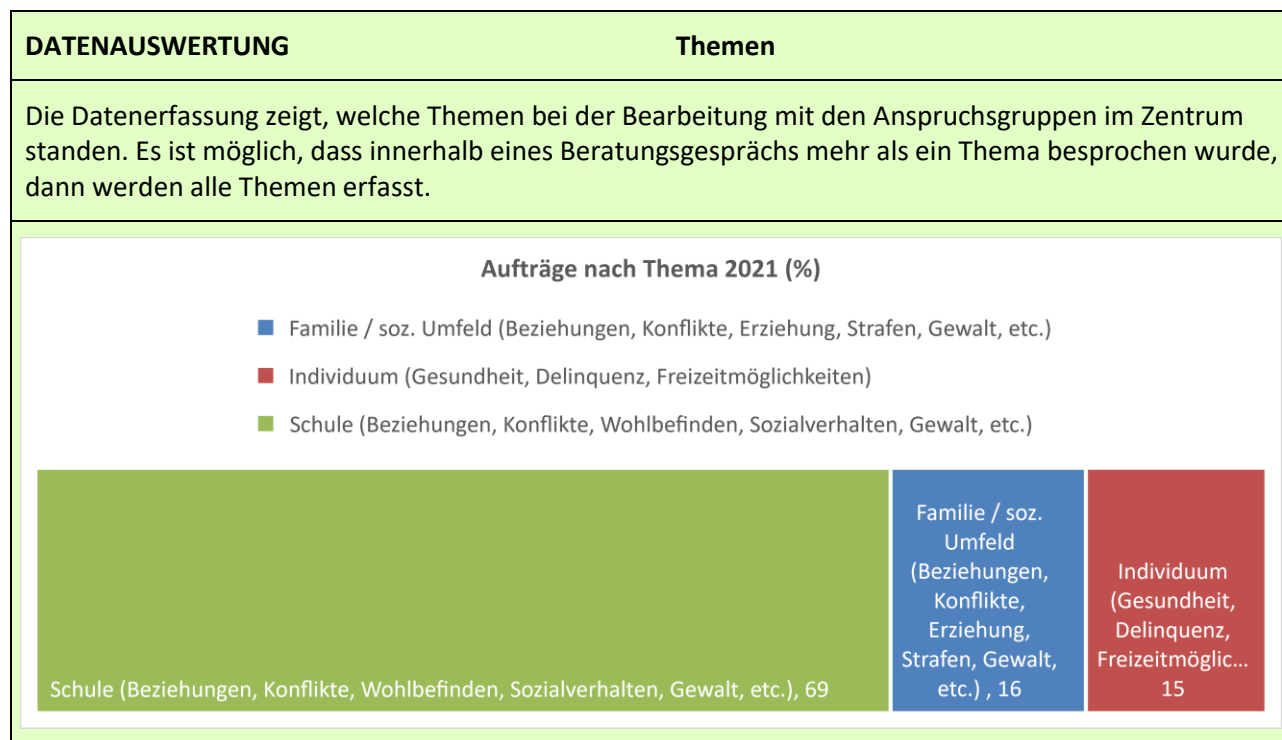 DATENAUSWERTUNG Themen
Die Datenerfassung zeigt, welche Themen bei der Bearbeitung mit den Anspruchsgruppen im Zentrum
standen. Es ist möglich, dass innerhalb eines Beratungsgesprächs mehr als ein Thema besprochen wurde,
dann werden alle Themen erfasst.
Aufträge nach Thema 2021 (%)
Familie / soz. Umfeld (Beziehungen, Konflikte, Erziehung, Strafen, Gewalt, etc.)
Individuum (Gesundheit, Delinquenz, Freizeitmöglichkeiten)
Schule (Beziehungen, Konflikte, Wohlbefinden, Sozialverhalten, Gewalt, etc.)
Schule (Beziehungen, Konflikte, Wohlbefinden, Sozialverhalten, Gewalt, etc.), 69
Familie / soz.
Umfeld
(Beziehungen,
Konflikte,
Erziehung,
Strafen, Gewalt,
etc.) , 16
Individuum
(Gesundheit,
Delinquenz,
Freizeitmöglic...
15